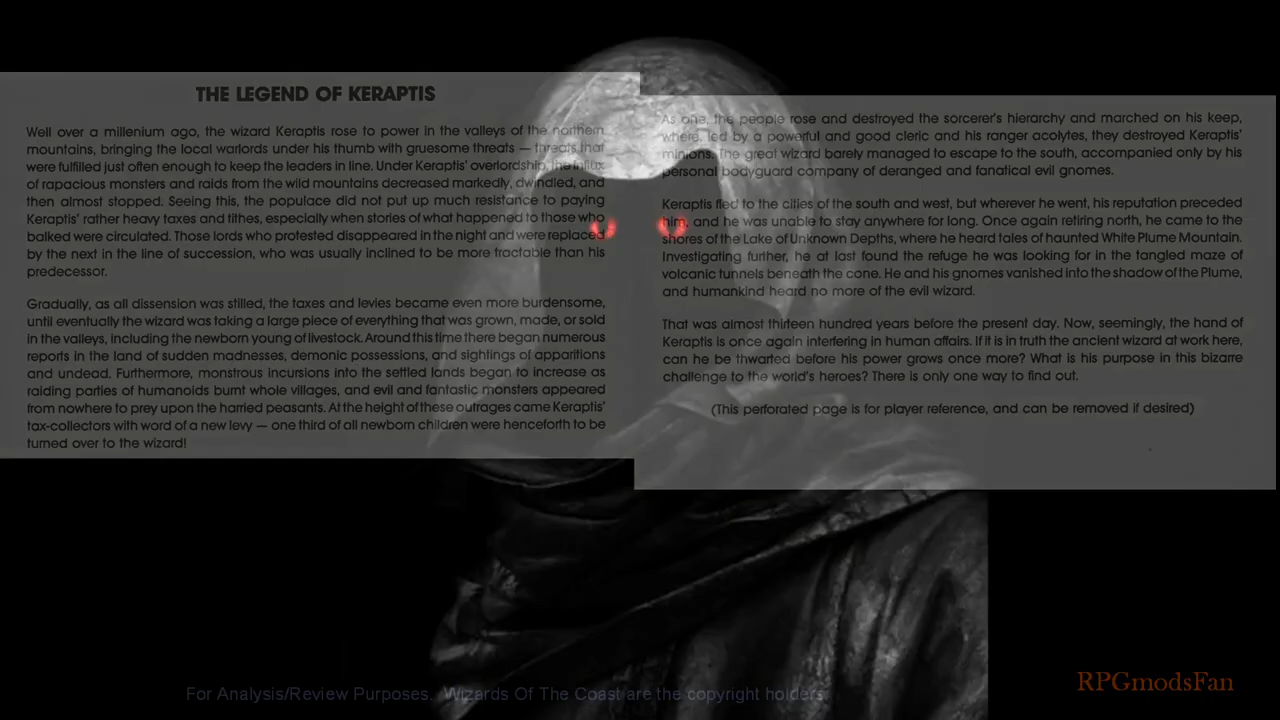 THE LEGEND OF KERAPTIS
Well over a millenium ago, the wizard Keraptis rose to power in the valleys of the northern
mountains, bringing the local warlords under his thumb with gruesome threats — threats that
were fulfilled just often enough to keep the leaders in line. Under Keraptis' overlordship, the influx
of rapacious monsters and raids from the wild mountains decreased markedly, dwindled, and
then almost stopped. Seeing this, the populace did not put up much resistance to paying
Keraptis' rather heavy taxes and tithes, especially when stories of what happened to those who
balked were circulated. Those lords who protested disappeared in the night and were replaced
by the next in the line of succession, who was usually inclined to be more tractable than his
predecessor.
Gradually, as all dissension was stilled, the taxes and levies became even more burdensome,
until eventually the wizard was taking a large piece of everything that was grown, made, or sold
in the valleys, including the newborn young of livestock. Around this time there began numerous
reports in the land of sudden madnesses, demonic possessions, and sightings of apparitions
and undead. Furthermore, monstrous incursions into the settled lands began to increase as
raiding parties of humanoids burnt whole villages, and evil and fantastic monsters appeared
from nowhere to prey upon the harried peasants. At the height of these outrages came Keraptis'
tax-collectors with word of a new levy — one third of all newborn children were henceforth to be
turned over to the wizard!
As one, the people rose and destroyed the sorcerer's hierarchy and marched on his keep,
where, led by a powerful and good cleric and his ranger acolytes, they destroyed Keraptis'
minions. The great wizard barely managed to escape to the south, accompanied only by his
personal bodyguard company of deranged and fanatical evil gnomes.
Keraptis fled to the cities of the south and west, but wherever he went, his reputation preceded
him, and he was unable to stay anywhere for long. Once again retiring north, he came to the
shores of the Lake of Unknown Depths, where he heard tales of haunted White Plume Mountain.
Investigating further, he at last found the refuge he was looking for in the tangled maze of
volcanic tunnels beneath the cone. He and his gnomes vanished into the shadow of the Plume,
and humankind heard no more of the evil wizard.
That was almost thirteen hundred years before the present day. Now, seemingly, the hand of
Keraptis is once again interfering in human affairs. If it is in truth the ancient wizard at work here,
can he be thwarted before his power grows once more? What is his purpose in this bizarre
challenge to the world's heroes? There is only one way to find out.
(This perforated page is for player reference, and can be removed if desired)
For Analysis/Review Purposes. Wizards Of The Coast are the copyright holders.
RPGmodsFan